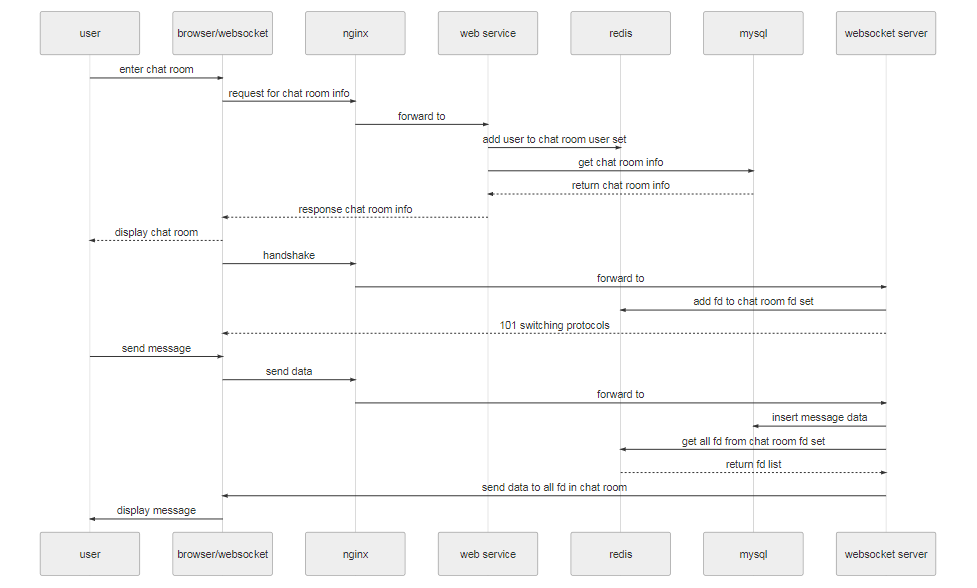 user
browser/websocket
nginx
web service
redis
mysql
websocket server
enter chat room
request for chat room info
forward to
add user to chat room user set
get chat room info
return chat room info
response chat room info
display chat room
handshake
forward to
add fd to chat room fd set
101 switching protocols
send message
send data
forward to
insert message data
get all fd from chat room fd set
return fd list
send data to all fd in chat room
display message
user
browser/websocket
nginx
web service
redis
mysql
websocket server